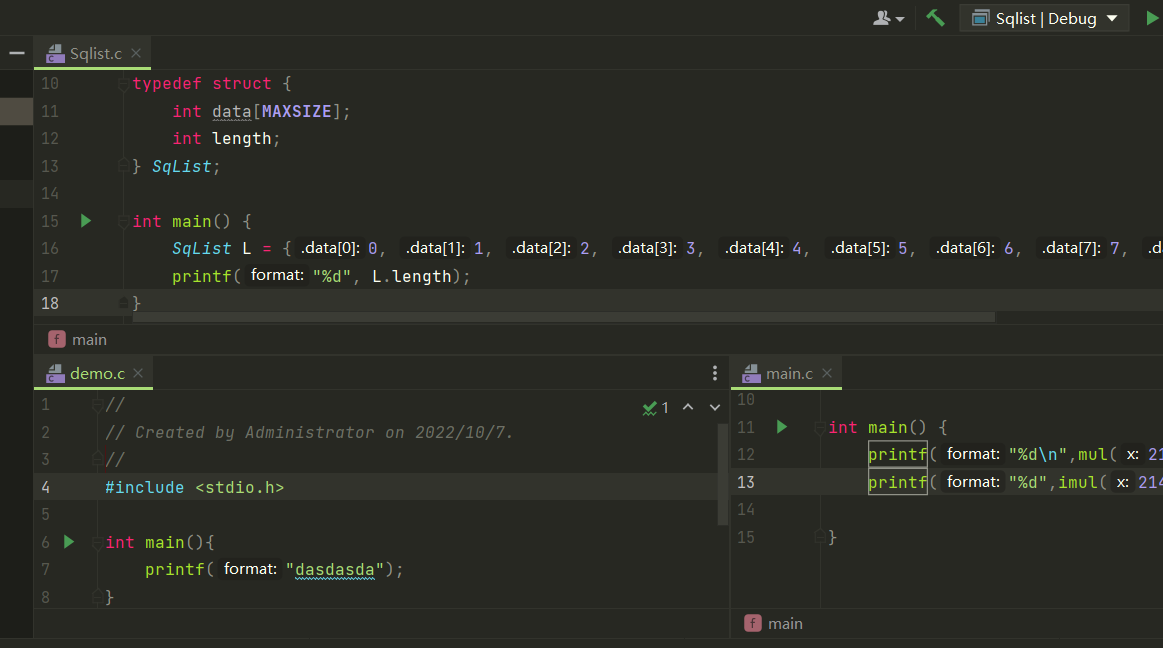 Sqlist | Debug
Sqlist.c
10 typedef struct {
11 int data[MAXSIZE];
12 int length;
13 } SqList;
14
15 int main() {
16 SqList L = { .data[0]: 0, .data[1]: 1, .data[2]: 2, .data[3]: 3, .data[4]: 4, .data[5]: 5, .data[6]: 6, .data[7]: 7, .da
17 printf( format: "%d", L.length);
18 }
f main
demo.c
1
1 //
2 // Created by Administrator on 2022/10/7.
3 //
4 #include <stdio.h>
5
6 int main(){
7 printf( format: "dasdasda");
8 }
main.c
10
11 int main() {
12 printf( format: "%d\n",mul( x: 21
13 printf( format: "%d",imul( x: 214
14
15 }
f main